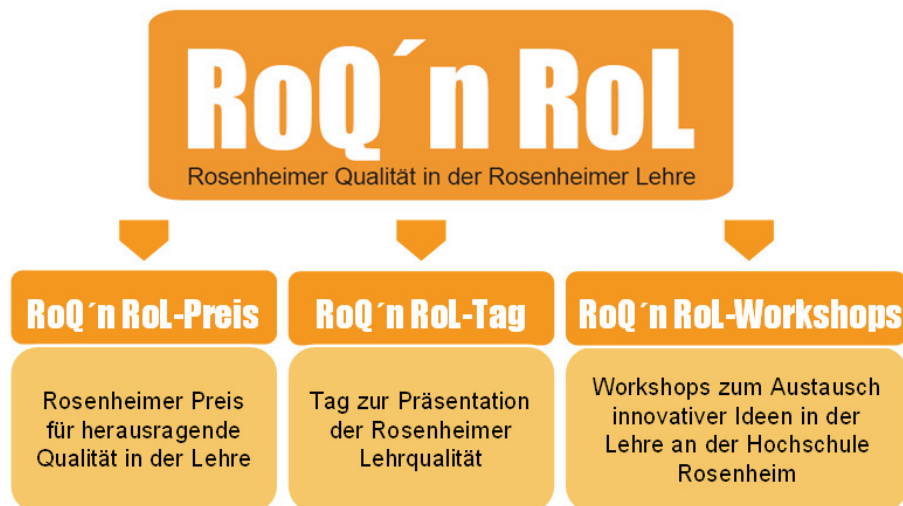 RoQ´n RoL
Rosenheimer Qualität in der Rosenheimer Lehre
RoQ´n RoL-Preis
Rosenheimer Preis
für herausragende
Qualität in der Lehre
RoQ´n RoL-Tag
Tag zur Präsentation
der Rosenheimer
Lehrqualität
RoQ´n RoL-Workshops
Workshops zum Austausch
innovativer Ideen in der
Lehre an der Hochschule
Rosenheim